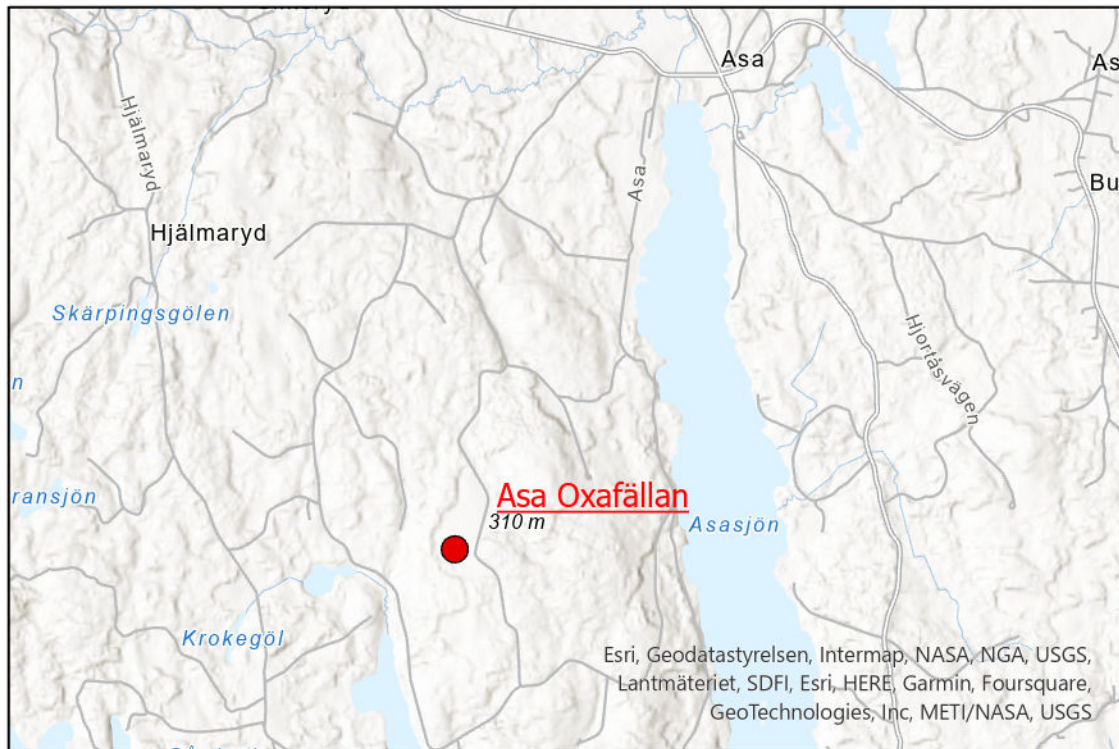 Asa
As
Hjälmaryd
Asa
Bu
Hjälmaryd
Skärpingsgölen
Hjortåsvägen
n
Asa Oxafällan
ransjön
310 m
Asasjön
Krokegöl
Esri, Geodatastyrelsen, Intermap, NASA, NGA, USGS,
Lantmäteriet, SDFI, Esri, HERE, Garmin, Foursquare,
GeoTechnologies, Inc, METI/NASA, USGS